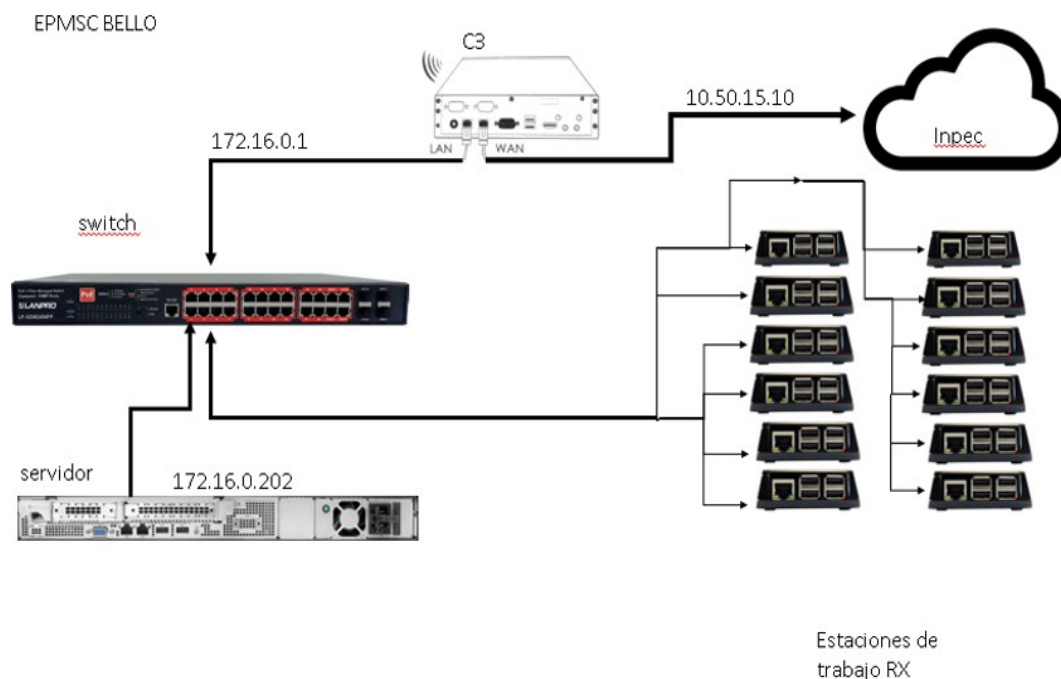 EPMSC BELLO
C3
10.50.15.10
172.16.0.1
LAN
WAN
Inpec
switch
PoE
LANPRO
servidor
172.16.0.202
Estaciones de
trabajo RX